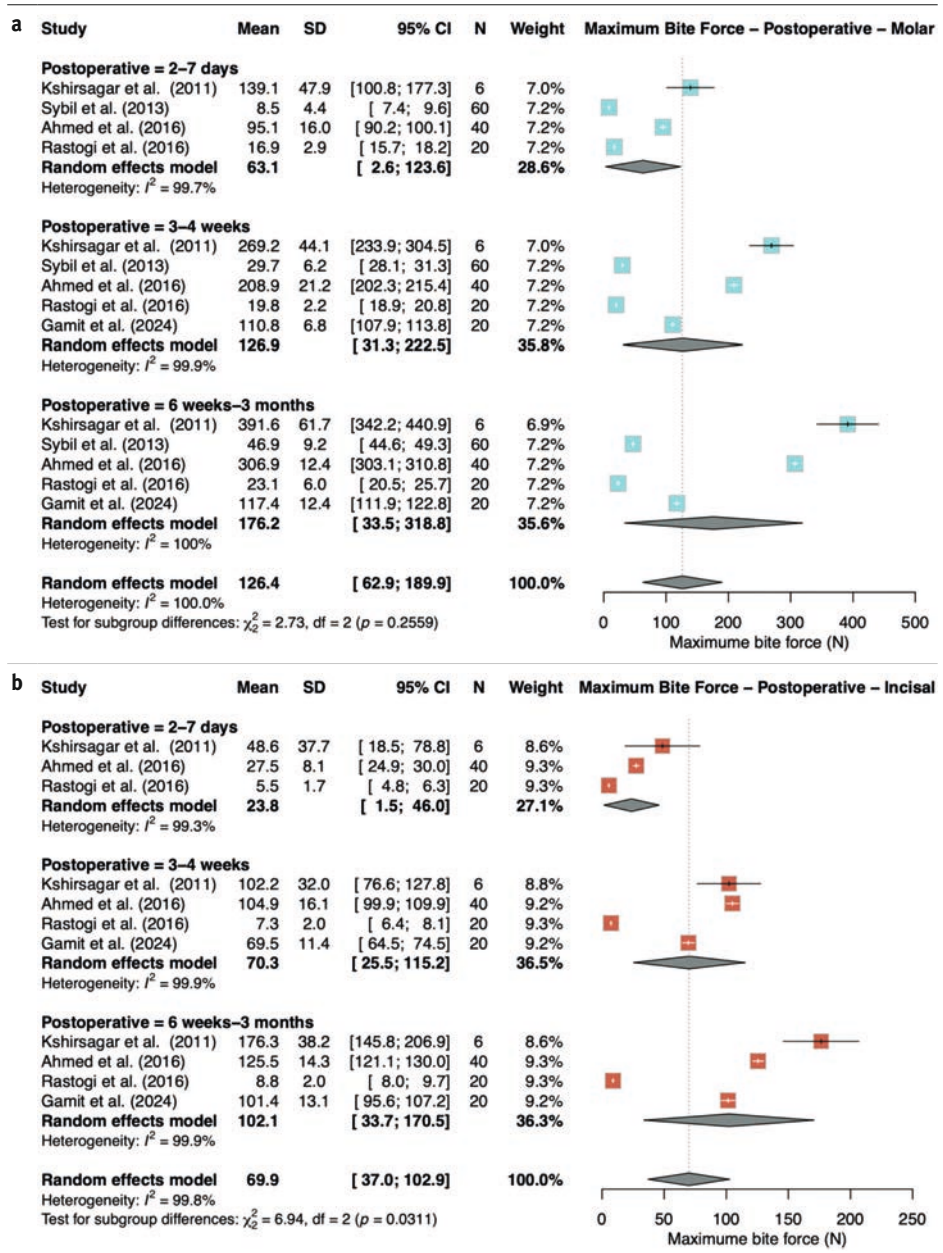 a
Study Mean SD 95% CI N Weight Maximum Bite Force – Postoperative – Molar
Postoperative = 2–7 days
Kshirsagar et al. (2011) 139.1 47.9 [100.8; 177.3] 6 7.0%
Sybil et al. (2013) 8.5 4.4 [ 7.4; 9.6] 60 7.2%
Ahmed et al. (2016) 95.1 16.0 [ 90.2; 100.1] 40 7.2%
Rastogi et al. (2016) 16.9 2.9 [ 15.7; 18.2] 20 7.2%
Random effects model 63.1 [ 2.6; 123.6] 28.6%
Heterogeneity: I² = 99.7%
Postoperative = 3–4 weeks
Kshirsagar et al. (2011) 269.2 44.1 [233.9; 304.5] 6 7.0%
Sybil et al. (2013) 29.7 6.2 [ 28.1; 31.3] 60 7.2%
Ahmed et al. (2016) 208.9 21.2 [202.3; 215.4] 40 7.2%
Rastogi et al. (2016) 19.8 2.2 [ 18.9; 20.8] 20 7.2%
Gamit et al. (2024) 110.8 6.8 [107.9; 113.8] 20 7.2%
Random effects model 126.9 [ 31.3; 222.5] 35.8%
Heterogeneity: I² = 99.9%
Postoperative = 6 weeks–3 months
Kshirsagar et al. (2011) 391.6 61.7 [342.2; 440.9] 6 6.9%
Sybil et al. (2013) 46.9 9.2 [ 44.6; 49.3] 60 7.2%
Ahmed et al. (2016) 306.9 12.4 [303.1; 310.8] 40 7.2%
Rastogi et al. (2016) 23.1 6.0 [ 20.5; 25.7] 20 7.2%
Gamit et al. (2024) 117.4 12.4 [111.9; 122.8] 20 7.2%
Random effects model 176.2 [ 33.5; 318.8] 35.6%
Heterogeneity: I² = 100%
Random effects model 126.4 [ 62.9; 189.9] 100.0%
Heterogeneity: I² = 100.0%
Test for subgroup differences: χ²₂ = 2.73, df = 2 (p = 0.2559)
0 100 200 300 400 500
Maximume bite force (N)
b
Study Mean SD 95% CI N Weight Maximum Bite Force – Postoperative – Incisal
Postoperative = 2–7 days
Kshirsagar et al. (2011) 48.6 37.7 [ 18.5; 78.8] 6 8.6%
Ahmed et al. (2016) 27.5 8.1 [ 24.9; 30.0] 40 9.3%
Rastogi et al. (2016) 5.5 1.7 [ 4.8; 6.3] 20 9.3%
Random effects model 23.8 [ 1.5; 46.0] 27.1%
Heterogeneity: I² = 99.3%
Postoperative = 3–4 weeks
Kshirsagar et al. (2011) 102.2 32.0 [ 76.6; 127.8] 6 8.8%
Ahmed et al. (2016) 104.9 16.1 [ 99.9; 109.9] 40 9.2%
Rastogi et al. (2016) 7.3 2.0 [ 6.4; 8.1] 20 9.3%
Gamit et al. (2024) 69.5 11.4 [ 64.5; 74.5] 20 9.2%
Random effects model 70.3 [ 25.5; 115.2] 36.5%
Heterogeneity: I² = 99.9%
Postoperative = 6 weeks–3 months
Kshirsagar et al. (2011) 176.3 38.2 [145.8; 206.9] 6 8.6%
Ahmed et al. (2016) 125.5 14.3 [121.1; 130.0] 40 9.3%
Rastogi et al. (2016) 8.8 2.0 [ 8.0; 9.7] 20 9.3%
Gamit et al. (2024) 101.4 13.1 [ 95.6; 107.2] 20 9.2%
Random effects model 102.1 [ 33.7; 170.5] 36.3%
Heterogeneity: I² = 99.9%
Random effects model 69.9 [ 37.0; 102.9] 100.0%
Heterogeneity: I² = 99.8%
Test for subgroup differences: χ²₂ = 6.94, df = 2 (p = 0.0311)
0 50 100 150 200 250
Maximume bite force (N)